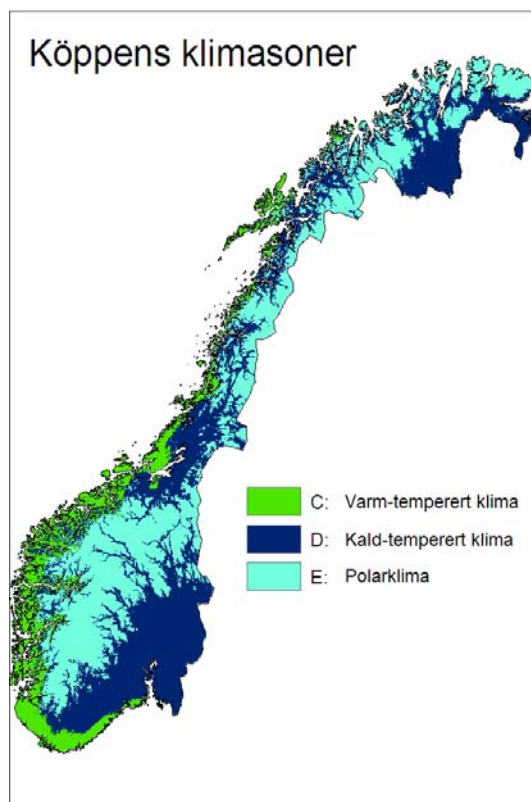 Köppens klimasoner
C: Varm-temperert klima
D: Kald-temperert klima
E: Polarklima